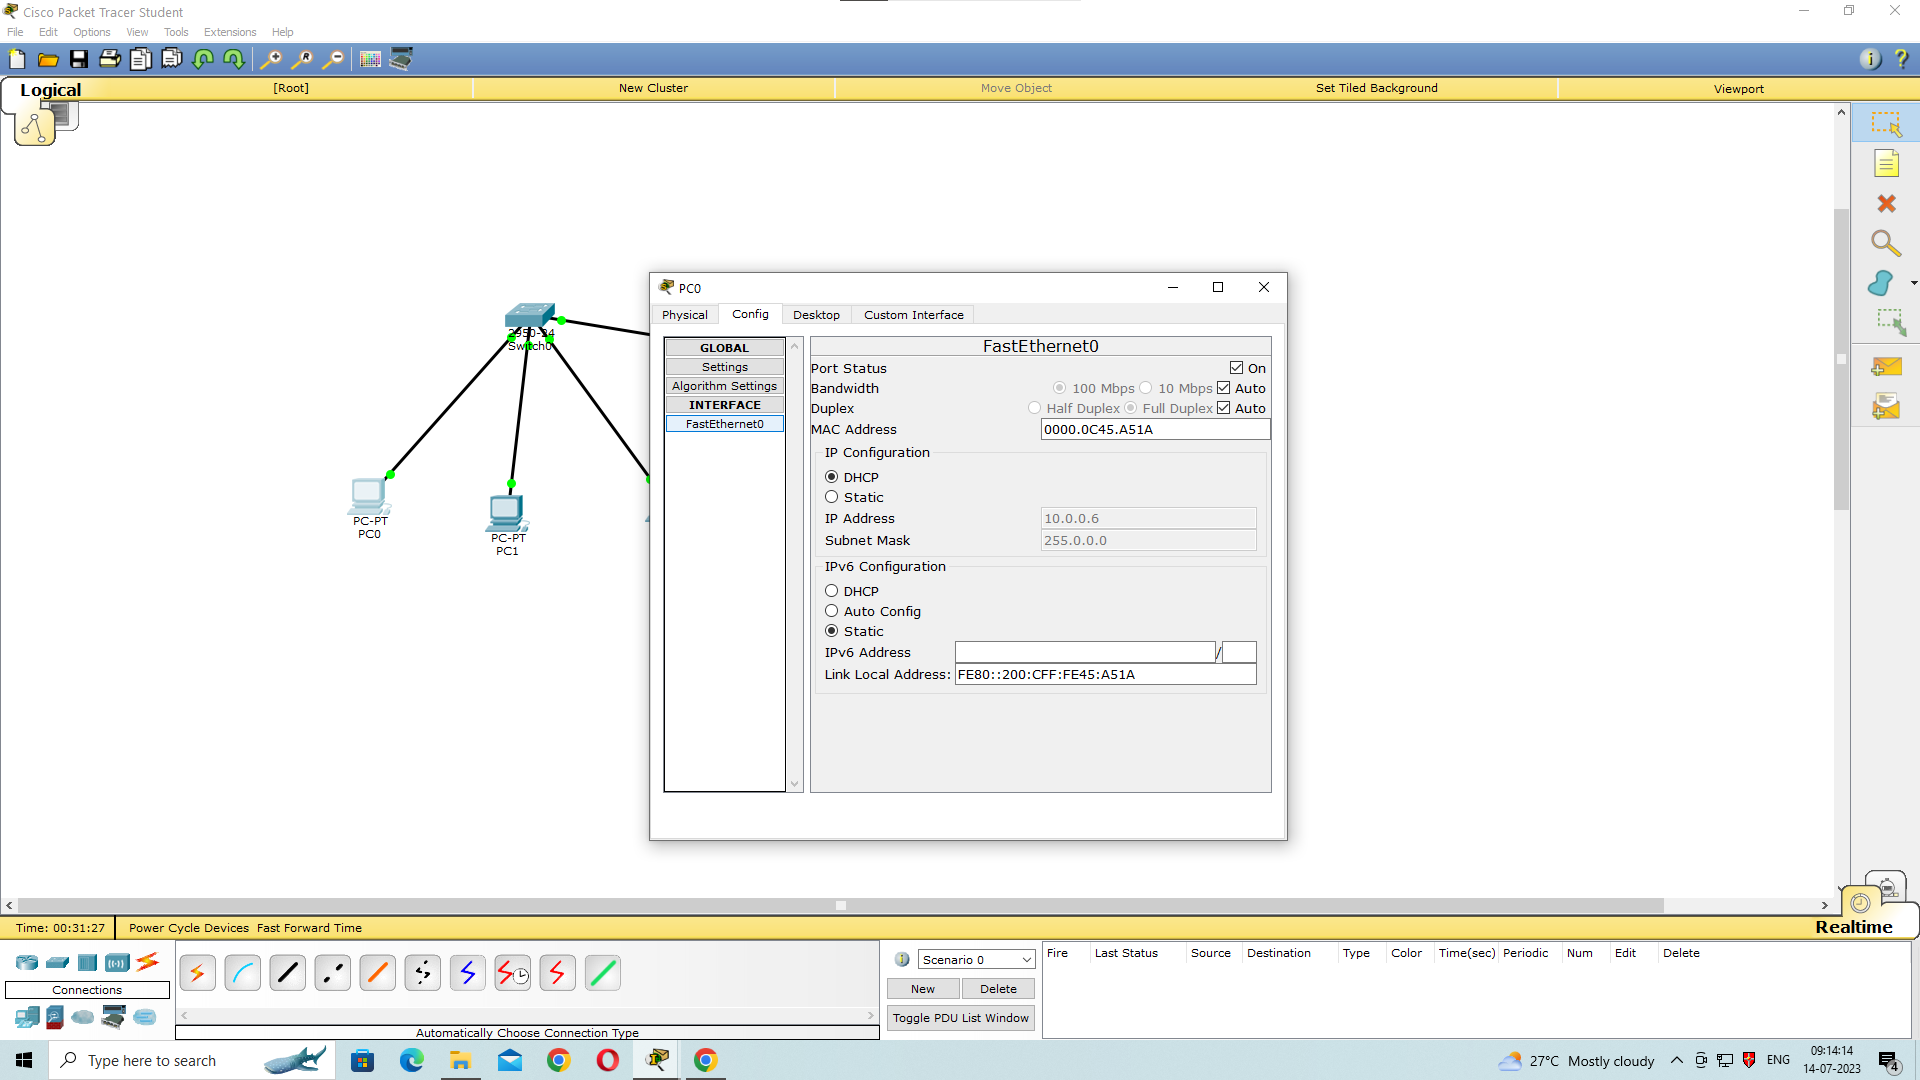 Cisco Packet Tracer Student
File Edit Options View Tools Extensions Help
Logical [Root] New Cluster Move Object Set Tiled Background Viewport
2950-24
Switch0
PC-PT
PC0
PC-PT
PC1
PC0
Physical Config Desktop Custom Interface
GLOBAL
Settings
Algorithm Settings
INTERFACE
FastEthernet0
FastEthernet0
Port Status On
Bandwidth 100 Mbps 10 Mbps Auto
Duplex Half Duplex Full Duplex Auto
MAC Address 0000.0C45.A51A
IP Configuration
DHCP
Static
IP Address 10.0.0.6
Subnet Mask 255.0.0.0
IPv6 Configuration
DHCP
Auto Config
Static
IPv6 Address /
Link Local Address: FE80::200:CFF:FE45:A51A
Time: 00:31:27 Power Cycle Devices Fast Forward Time Realtime
Connections
Automatically Choose Connection Type
Scenario 0
New Delete
Toggle PDU List Window
Fire Last Status Source Destination Type Color Time(sec) Periodic Num Edit Delete
Type here to search
27°C Mostly cloudy ENG 09:14:14
14-07-2023
4